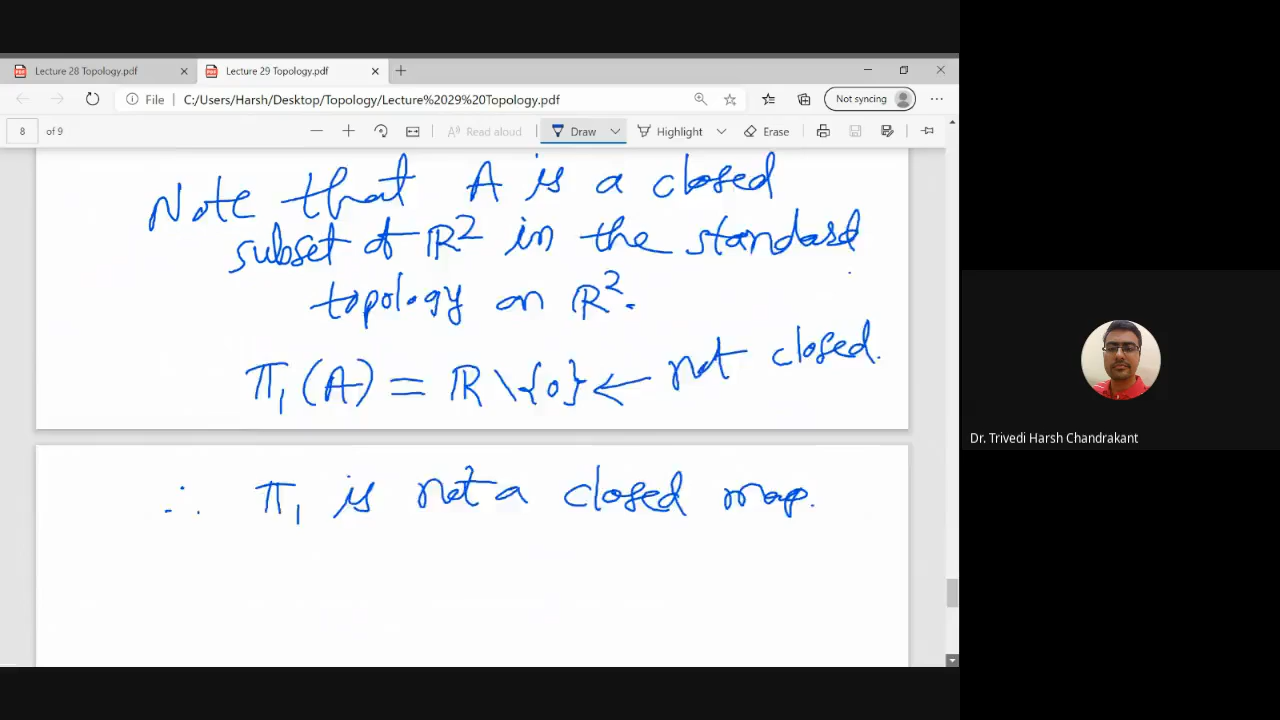 Lecture 28 Topology.pdf
Lecture 29 Topology.pdf
File
C:/Users/Harsh/Desktop/Topology/Lecture%2029%20Topology.pdf
Not syncing
8 of 9
Read aloud
Draw
Highlight
Erase
Note that A is a closed
subset of ℝ² in the standard
topology on ℝ².
π₁(A) = ℝ \ {0} ← not closed.
∴ π₁ is not a closed map.
Dr. Trivedi Harsh Chandrakant